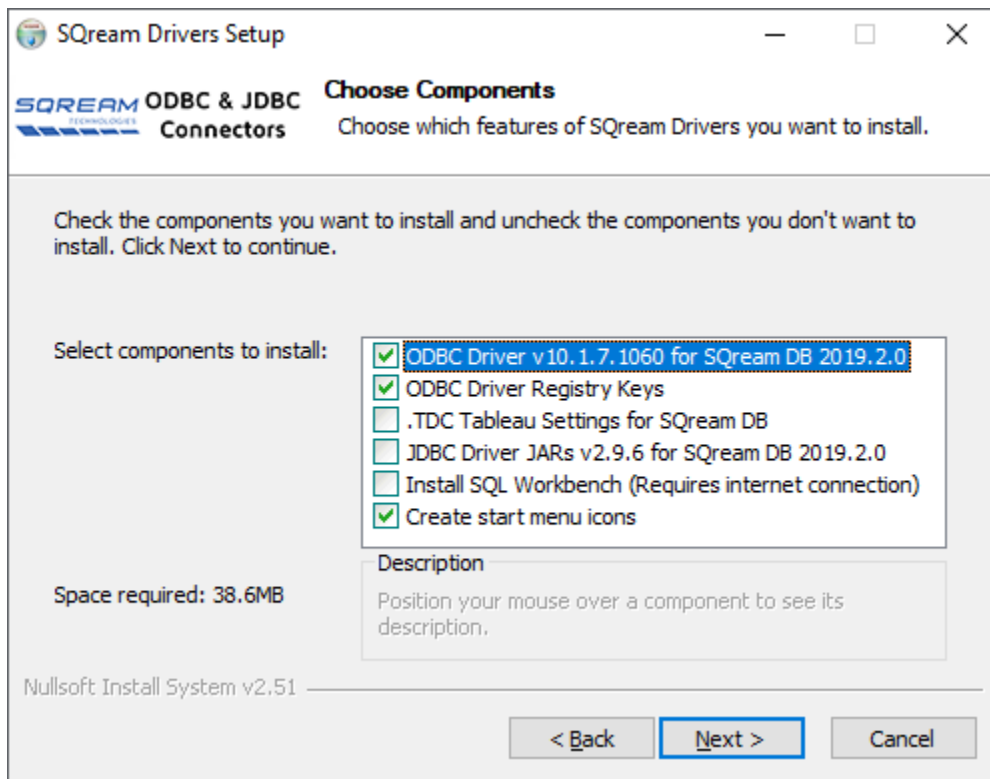 SQream Drivers Setup
SQREAM
TECHNOLOGIES
ODBC & JDBC
Connectors
Choose Components
Choose which features of SQream Drivers you want to install.
Check the components you want to install and uncheck the components you don't want to
install. Click Next to continue.
Select components to install:
ODBC Driver v10.1.7.1060 for SQream DB 2019.2.0
ODBC Driver Registry Keys
.TDC Tableau Settings for SQream DB
JDBC Driver JARs v2.9.6 for SQream DB 2019.2.0
Install SQL Workbench (Requires internet connection)
Create start menu icons
Space required: 38.6MB
Description
Position your mouse over a component to see its
description.
Nullsoft Install System v2.51
< Back
Next >
Cancel